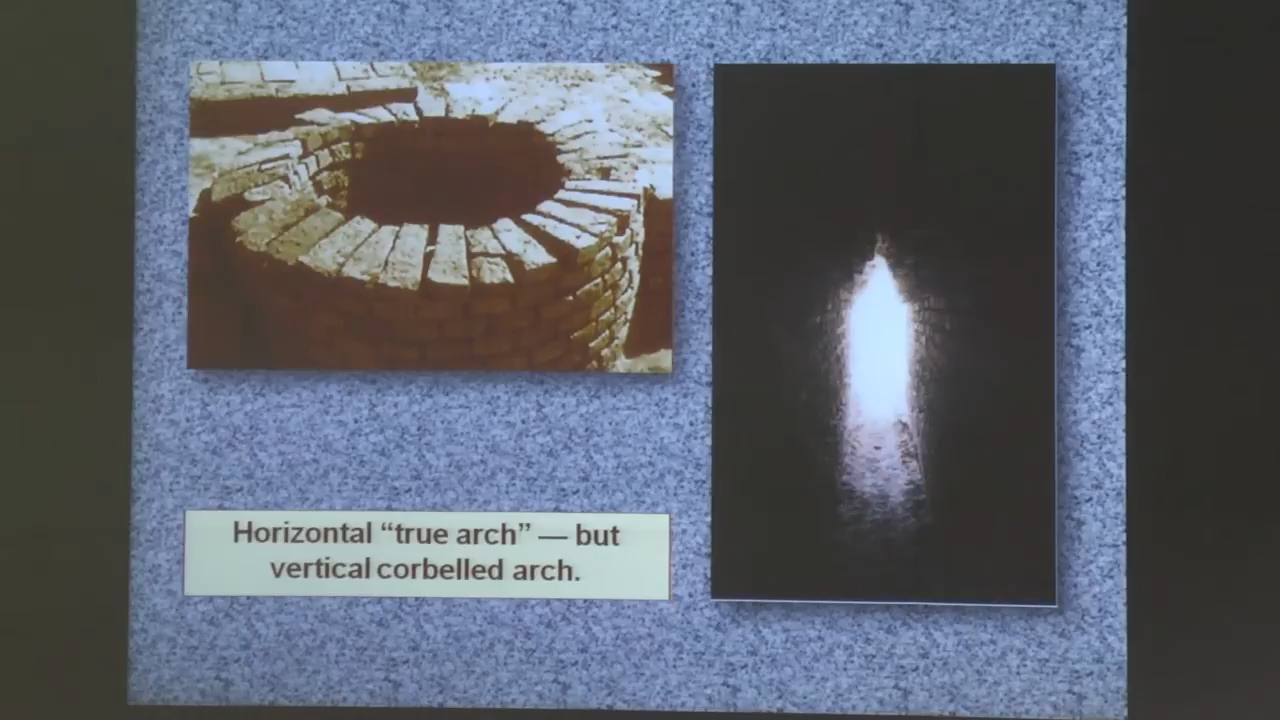 Horizontal “true arch” — but
vertical corbelled arch.